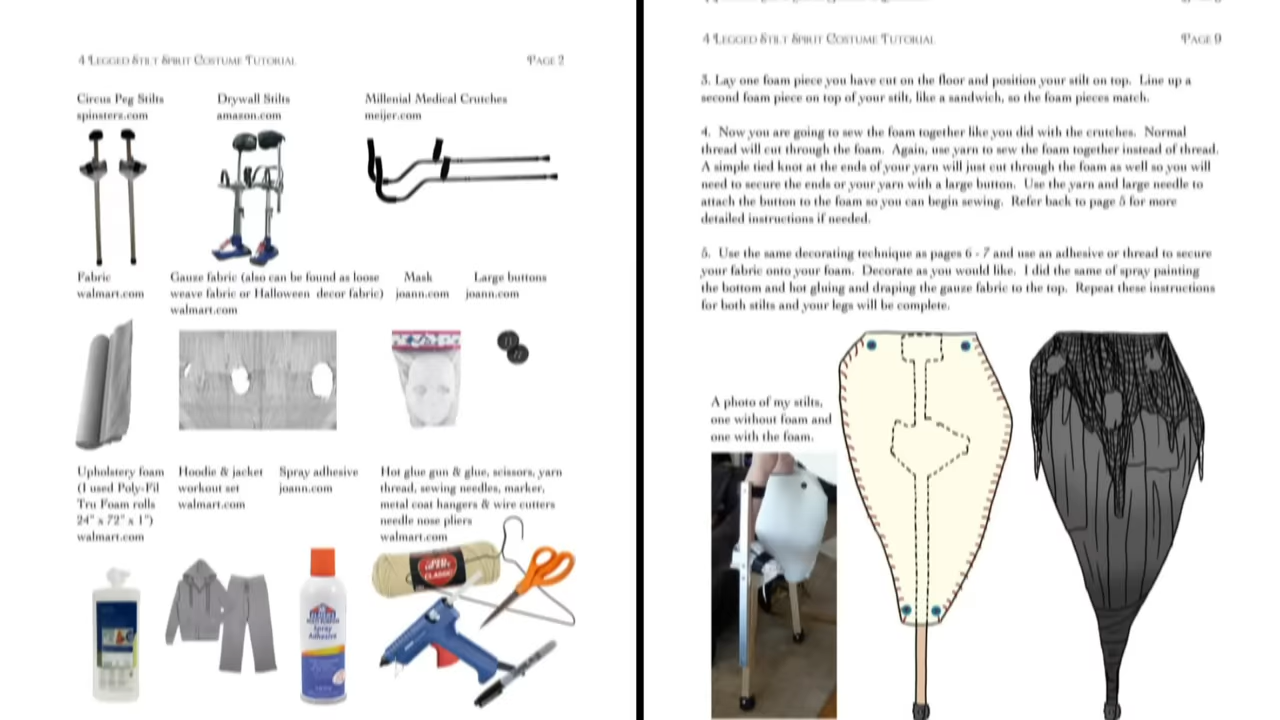 4 Legged Stilt Spirit Costume Tutorial
Page 2
Circus Peg Stilts
spinsterz.com
Drywall Stilts
amazon.com
Millenial Medical Crutches
meijer.com
Fabric
walmart.com
Gauze fabric (also can be found as loose
weave fabric or Halloween decor fabric)
walmart.com
Mask
joann.com
Large buttons
joann.com
Upholstery foam
(I used Poly-Fil
Tru Foam rolls
24" x 72" x 1")
walmart.com
Hoodie & jacket
workout set
walmart.com
Spray adhesive
joann.com
Hot glue gun & glue, scissors, yarn
thread, sewing needles, marker,
metal coat hangers & wire cutters
needle nose pliers
walmart.com
RED HEART
CLASSIC
Elmer's
Spray
Adhesive
4 Legged Stilt Spirit Costume Tutorial
Page 9
3. Lay one foam piece you have cut on the floor and position your stilt on top. Line up a
second foam piece on top of your stilt, like a sandwich, so the foam pieces match.
4. Now you are going to sew the foam together like you did with the crutches. Normal
thread will cut through the foam. Again, use yarn to sew the foam together instead of thread.
A simple tied knot at the ends of your yarn will just cut through the foam as well so you will
need to secure the ends or your yarn with a large button. Use the yarn and large needle to
attach the button to the foam so you can begin sewing. Refer back to page 5 for more
detailed instructions if needed.
5. Use the same decorating technique as pages 6 - 7 and use an adhesive or thread to secure
your fabric onto your foam. Decorate as you would like. I did the same of spray painting
the bottom and hot gluing and draping the gauze fabric to the top. Repeat these instructions
for both stilts and your legs will be complete.
A photo of my stilts,
one without foam and
one with the foam.